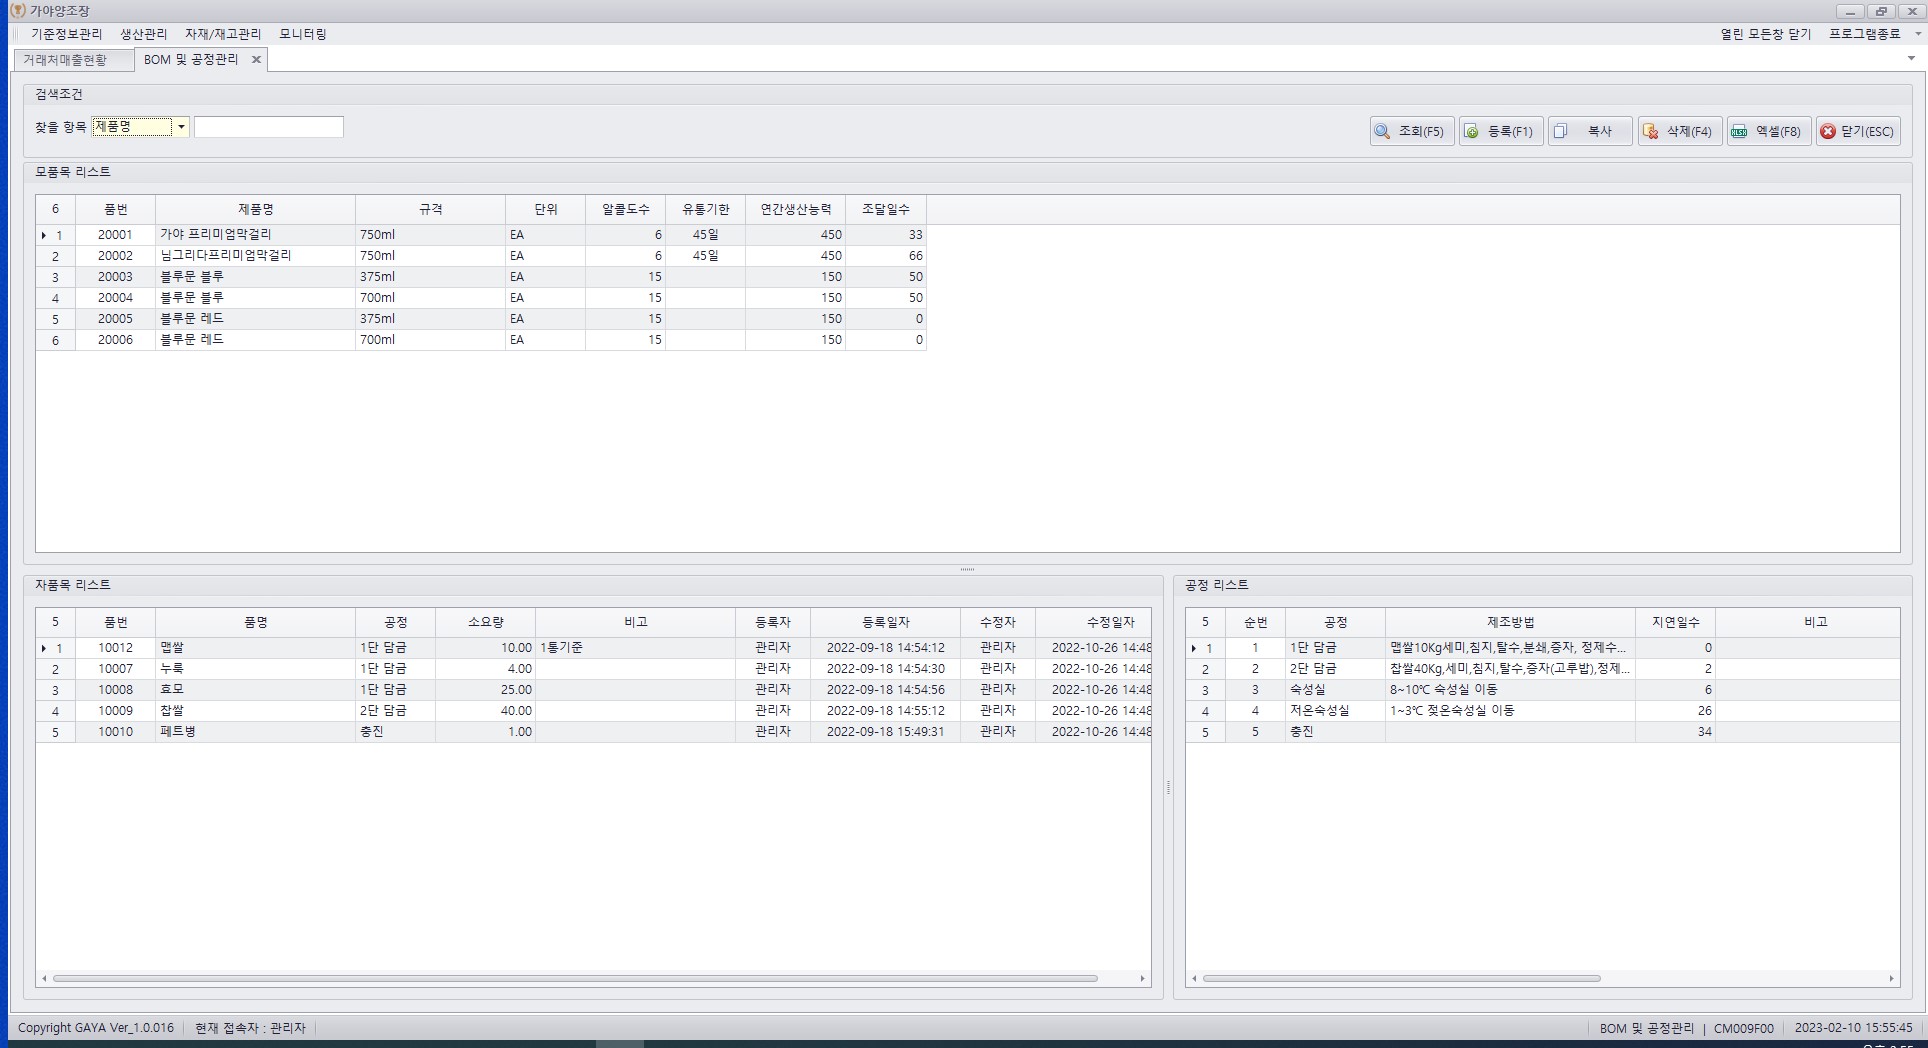 가야양조장
기준정보관리 생산관리 자재/재고관리 모니터링 열린 모든창 닫기 프로그램종료
거래처매출현황 BOM 및 공정관리
검색조건
찾을 항목 제품명 조회(F5) 등록(F1) 복사 삭제(F4) 엑셀(F8) 닫기(ESC)
모품목 리스트
6 품번 제품명 규격 단위 알콜도수 유통기한 연간생산능력 조달일수
1 20001 가야 프리미엄막걸리 750ml EA 6 45일 450 33
2 20002 님그리다프리미엄막걸리 750ml EA 6 45일 450 66
3 20003 블루문 블루 375ml EA 15 150 50
4 20004 블루문 블루 700ml EA 15 150 50
5 20005 블루문 레드 375ml EA 15 150 0
6 20006 블루문 레드 700ml EA 15 150 0
자품목 리스트
5 품번 품명 공정 소요량 비고 등록자 등록일자 수정자 수정일자
1 10012 맵쌀 1단 담금 10.00 1통기준 관리자 2022-09-18 14:54:12 관리자 2022-10-26 14:48
2 10007 누룩 1단 담금 4.00 관리자 2022-09-18 14:54:30 관리자 2022-10-26 14:48
3 10008 효모 1단 담금 25.00 관리자 2022-09-18 14:54:56 관리자 2022-10-26 14:48
4 10009 찹쌀 2단 담금 40.00 관리자 2022-09-18 14:55:12 관리자 2022-10-26 14:48
5 10010 페트병 충진 1.00 관리자 2022-09-18 15:49:31 관리자 2022-10-26 14:48
공정 리스트
5 순번 공정 제조방법 지연일수 비고
1 1 1단 담금 맵쌀10Kg세미,침지,탈수,분쇄,증자, 정제수... 0
2 2 2단 담금 찹쌀40Kg,세미,침지,탈수,증자(고루밥),정제... 2
3 3 숙성실 8~10℃ 숙성실 이동 6
4 4 저온숙성실 1~3℃ 젖온숙성실 이동 26
5 5 충진 34
Copyright GAYA Ver_1.0.016 현재 접속자 : 관리자 BOM 및 공정관리 | CM009F00 2023-02-10 15:55:45